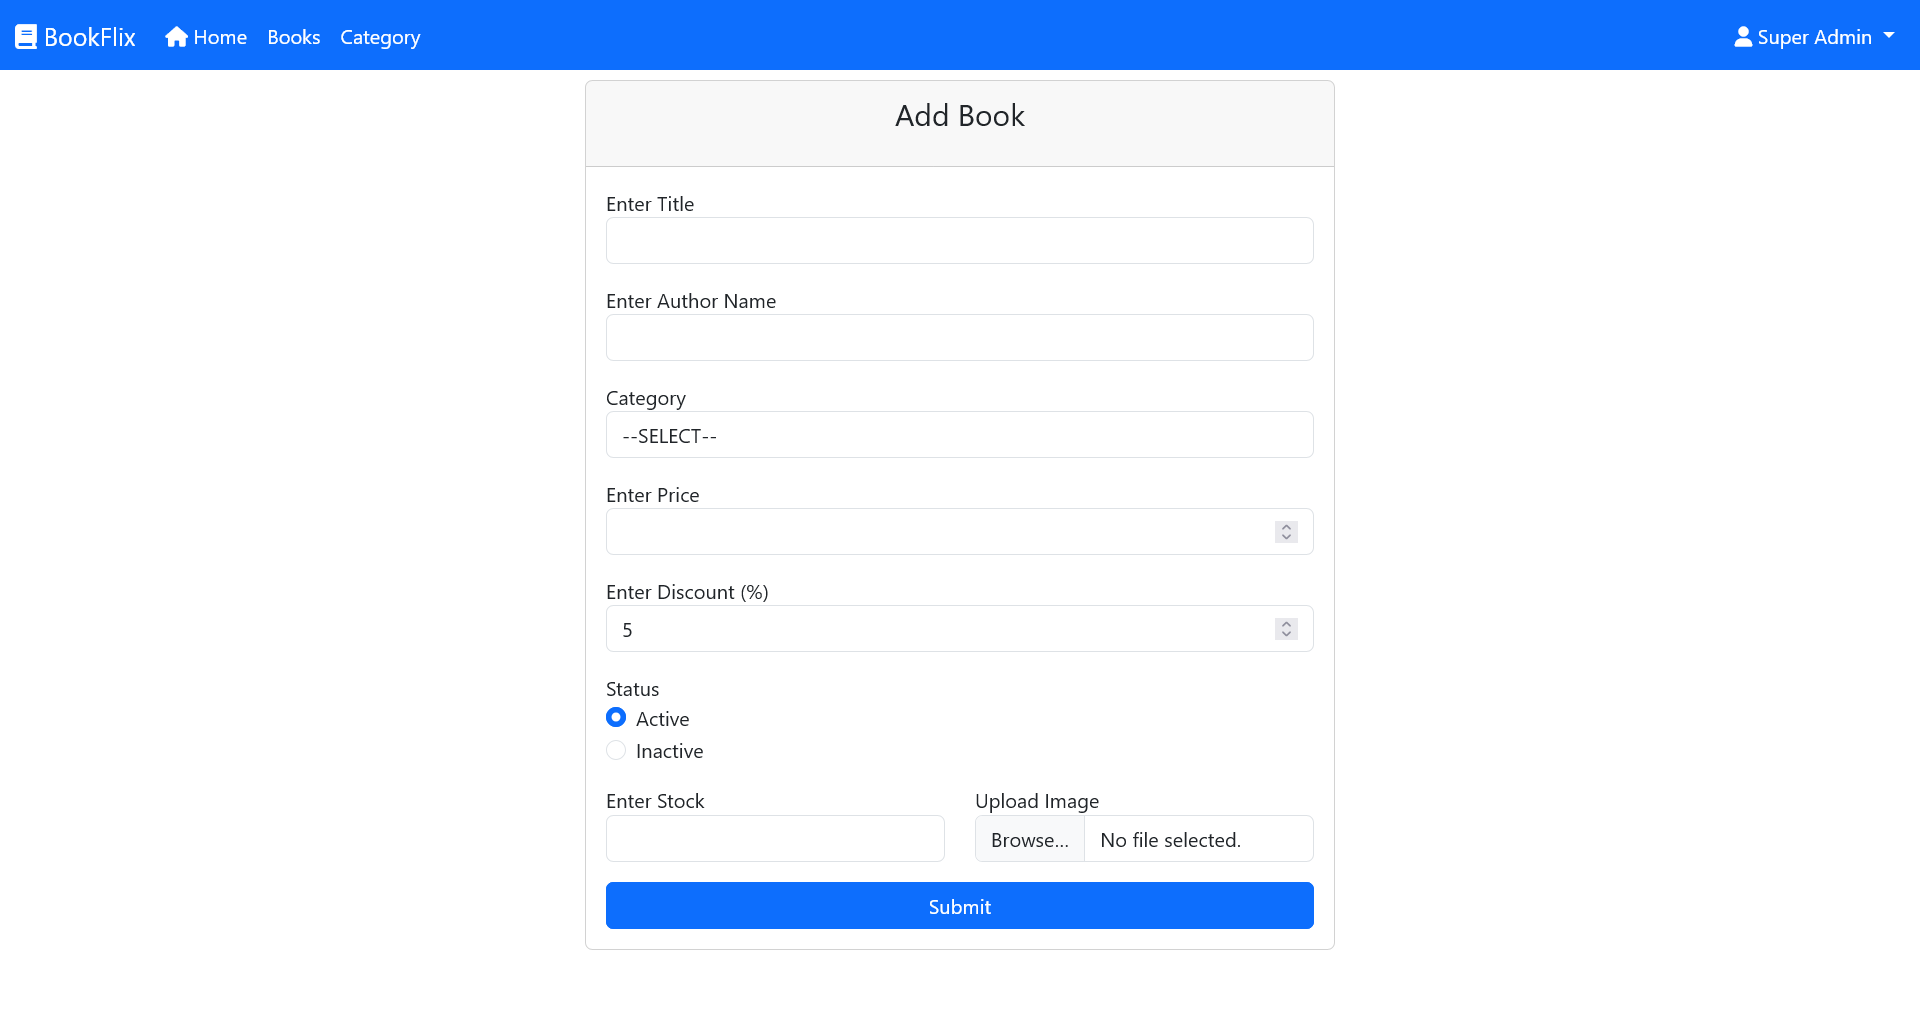 BookFlix Home Books Category Super Admin
Add Book
Enter Title
Enter Author Name
Category
--SELECT--
Enter Price
Enter Discount (%)
5
Status
Active
Inactive
Enter Stock Upload Image
Browse... No file selected.
Submit